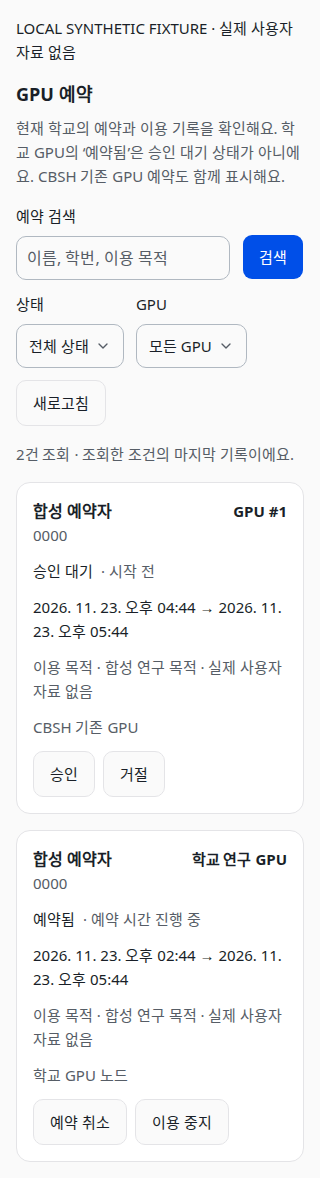 LOCAL SYNTHETIC FIXTURE · 실제 사용자
자료 없음
GPU 예약
현재 학교의 예약과 이용 기록을 확인해요. 학
교 GPU의 ‘예약됨’은 승인 대기 상태가 아니에
요. CBSH 기존 GPU 예약도 함께 표시해요.
예약 검색
이름, 학번, 이용 목적
검색
상태
GPU
전체 상태
모든 GPU
새로고침
2건 조회 · 조회한 조건의 마지막 기록이에요.
합성 예약자
GPU #1
0000
승인 대기 · 시작 전
2026. 11. 23. 오후 04:44 → 2026. 11.
23. 오후 05:44
이용 목적 · 합성 연구 목적 · 실제 사용자
자료 없음
CBSH 기존 GPU
승인
거절
합성 예약자
학교 연구 GPU
0000
예약됨 · 예약 시간 진행 중
2026. 11. 23. 오후 02:44 → 2026. 11.
23. 오후 05:44
이용 목적 · 합성 연구 목적 · 실제 사용자
자료 없음
학교 GPU 노드
예약 취소
이용 중지